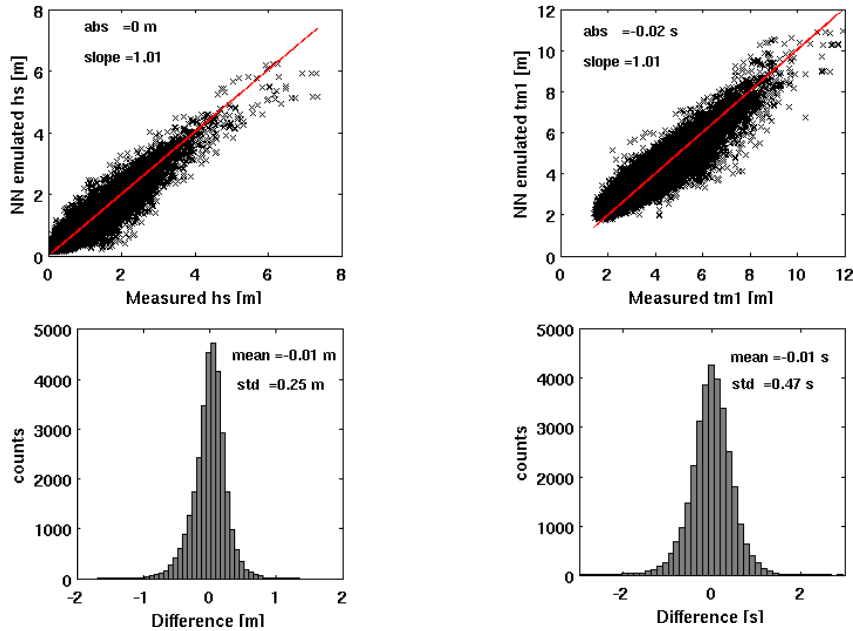 8
6
4
2
0
NN emulated hs [m]
abs =0 m
slope =1.01
0 2 4 6 8
Measured hs [m]
12
10
8
6
4
2
0
NN emulated tm1 [m]
abs =-0.02 s
slope =1.01
0 2 4 6 8 10 12
Measured tm1 [m]
5000
4000
3000
2000
1000
0
counts
mean =-0.01 m
std =0.25 m
-2 -1 0 1 2
Difference [m]
5000
4000
3000
2000
1000
0
counts
mean =-0.01 s
std =0.47 s
-2 0 2
Difference [s]